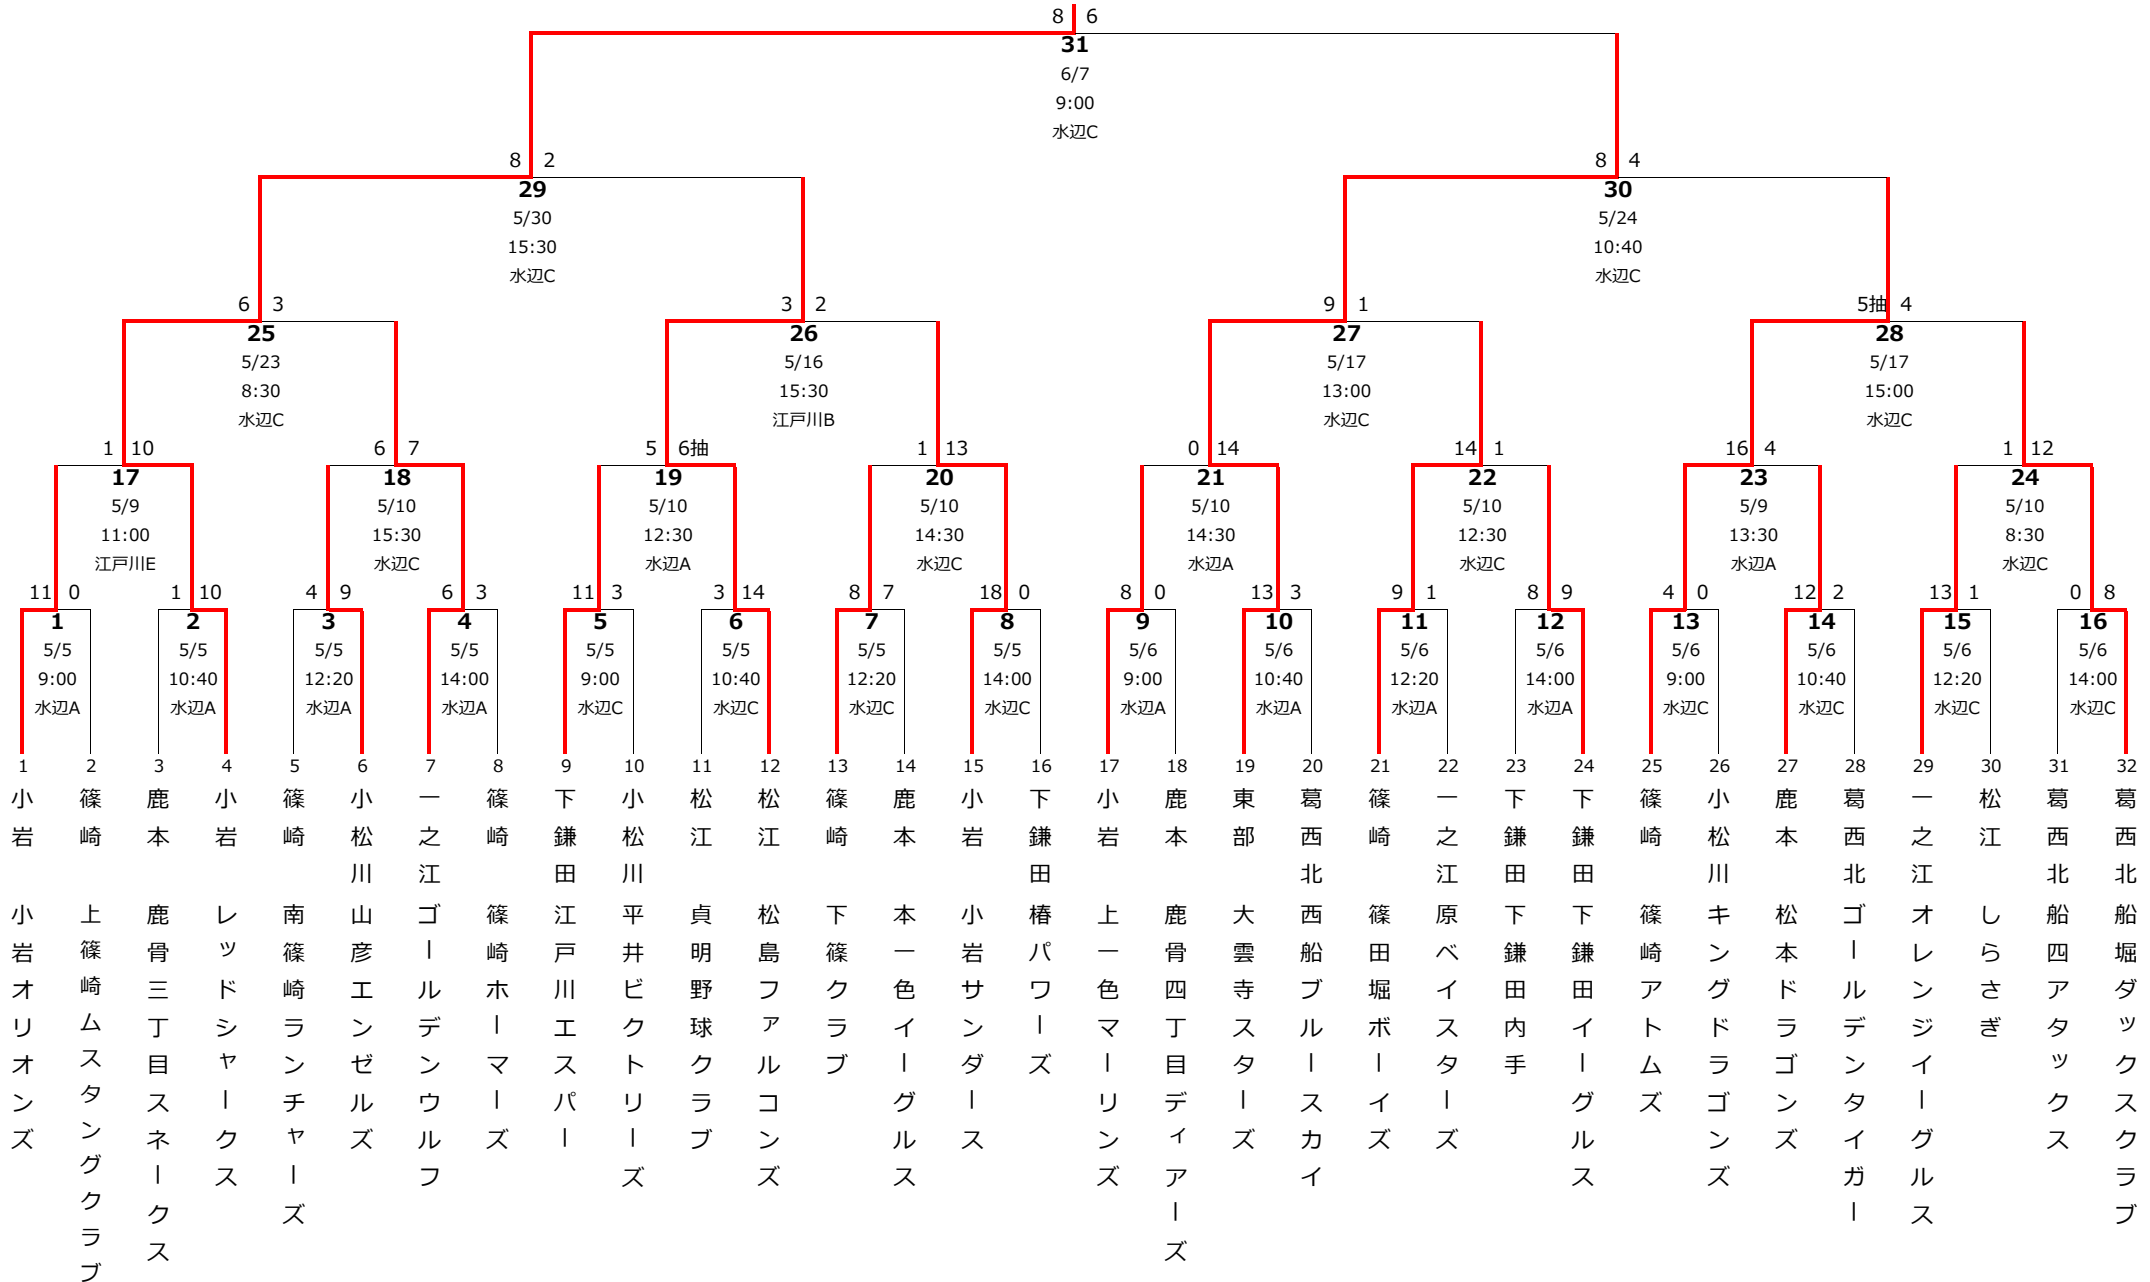 8 6
31
6/7
9:00
水辺C
8 2 8 4
29 30
5/30 5/24
15:30 10:40
水辺C 水辺C
6 3 3 2 9 1 5抽 4
25 26 27 28
5/23 5/16 5/17 5/17
8:30 15:30 13:00 15:00
水辺C 江戸川B 水辺C 水辺C
1 10 6 7 5 6抽 1 13 0 14 14 1 16 4 1 12
17 18 19 20 21 22 23 24
5/9 5/10 5/10 5/10 5/10 5/10 5/9 5/10
11:00 15:30 12:30 14:30 14:30 12:30 13:30 8:30
江戸川E 水辺C 水辺A 水辺C 水辺A 水辺C 水辺A 水辺C
11 0 1 10 4 9 6 3 11 3 3 14 8 7 18 0 8 0 13 3 9 1 8 9 4 0 12 2 13 1 0 8
1 2 3 4 5 6 7 8 9 10 11 12 13 14 15 16
5/5 5/5 5/5 5/5 5/5 5/5 5/5 5/5 5/6 5/6 5/6 5/6 5/6 5/6 5/6 5/6
9:00 10:40 12:20 14:00 9:00 10:40 12:20 14:00 9:00 10:40 12:20 14:00 9:00 10:40 12:20 14:00
水辺A 水辺A 水辺A 水辺A 水辺C 水辺C 水辺C 水辺C 水辺A 水辺A 水辺A 水辺A 水辺C 水辺C 水辺C 水辺C
1 2 3 4 5 6 7 8 9 10 11 12 13 14 15 16 17 18 19 20 21 22 23 24 25 26 27 28 29 30 31 32
小岩 小岩オリオンズ
篠崎 上篠崎ムスタングクラブ
鹿本 鹿骨三丁目スネークス
小岩 レッドシャークス
篠崎 南篠崎ランチャーズ
小松川 山彦エンゼルズ
一之江 ゴールデンウルフ
篠崎 篠崎ホーマーズ
下鎌田 江戸川エスパー
小松川 平井ビクトリーズ
松江 貞明野球クラブ
松江 松島ファルコンズ
篠崎 下篠クラブ
鹿本 本一色イーグルス
小岩 小岩サンダース
下鎌田 椿パワーズ
小岩 上一色マーリンズ
鹿本 鹿骨四丁目ディアーズ
東部 大雲寺スターズ
葛西北 西船ブルースカイ
篠崎 篠田堀ボーイズ
一之江 原ベイスターズ
下鎌田 下鎌田内手
下鎌田 下鎌田イーグルス
篠崎 篠崎アトムズ
小松川 キングドラゴンズ
鹿本 松本ドラゴンズ
葛西北 ゴールデンタイガー
一之江 オレンジイーグルス
松江 しらさぎ
葛西北 船四アタックス
葛西北 船堀ダックスクラブ